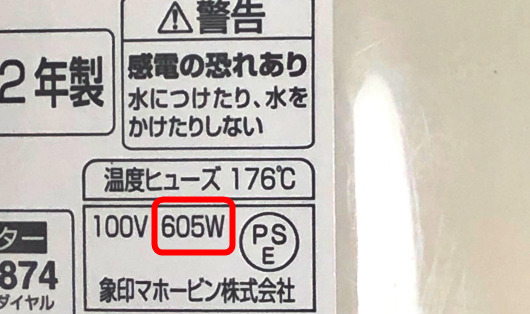 ⚠警告
感電の恐れあり
水につけたり、水を
かけたりしない
2年製
温度ヒューズ 176℃
100V 605W
PS
E
象印マホービン株式会社
ター
874
ダイヤル